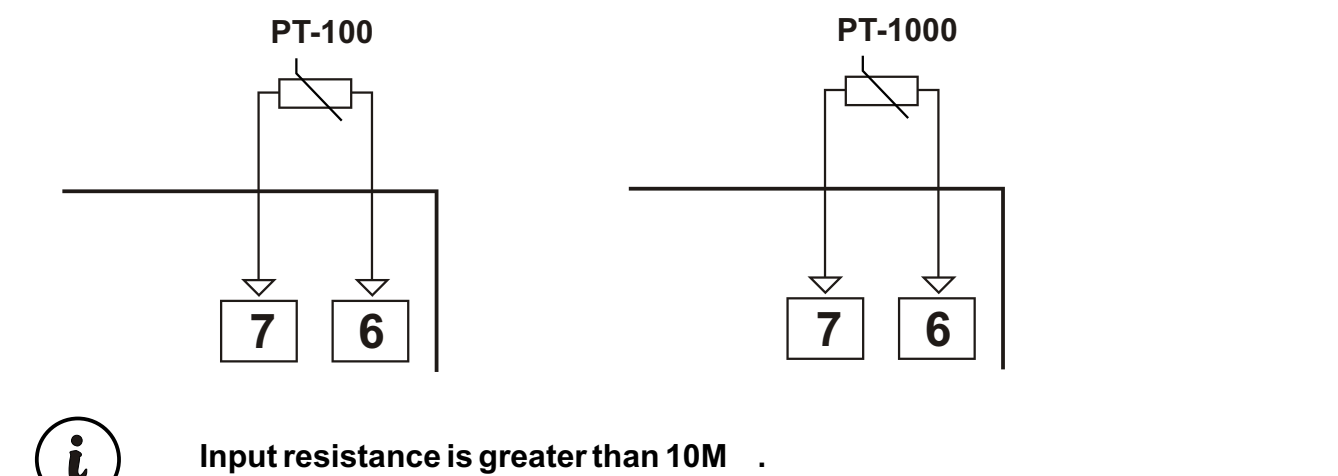 PT-100
PT-1000
7 6
7 6
i
Input resistance is greater than 10M .